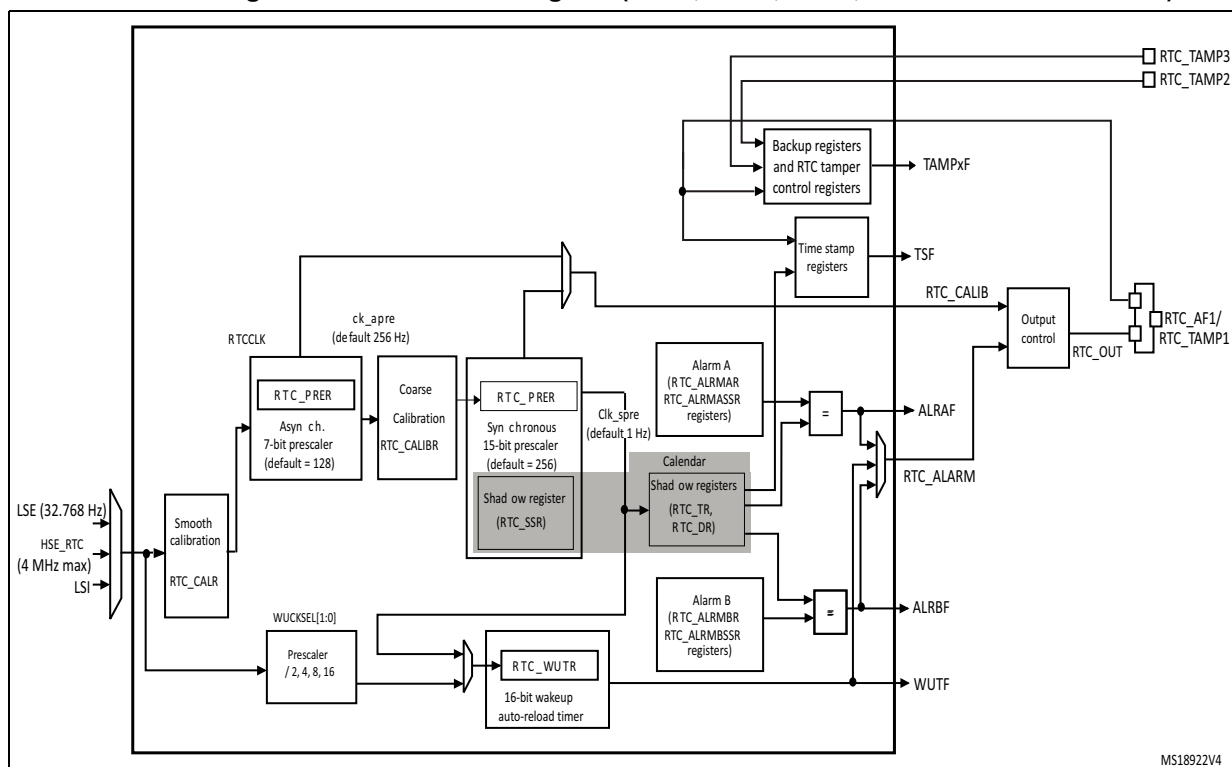 RTC_TAMP3
RTC_TAMP2
Backup registers
and RTC tamper
control registers
TAMPxF
Time stamp
registers
TSF
RTC_CALIB
Output
control
RTC_OUT
RTC_AF1/
RTC_TAMP1
ck_apre
(default 256 Hz)
RTCCLK
RTC_PRER
Asyn ch.
7-bit prescaler
(default = 128)
Coarse
Calibration
RTC_CALIBR
RTC_PRER
Syn chronous
15-bit prescaler
(default = 256)
Clk_spre
(default 1 Hz)
Alarm A
(RTC_ALRMAR
RTC_ALRMASSR
registers)
=
ALRAF
RTC_ALARM
Calendar
Shad ow register
(RTC_SSR)
Shad ow registers
(RTC_TR,
RTC_DR)
LSE (32.768 Hz)
HSE_RTC
(4 MHz max)
LSI
Smooth
calibration
RTC_CALR
Alarm B
(RTC_ALRMBR
RTC_ALRMBSSR
registers)
=
ALRBF
WUCKSEL[1:0]
Prescaler
/ 2, 4, 8, 16
RTC_WUTR
16-bit wakeup
auto-reload timer
WUTF
MS18922V4